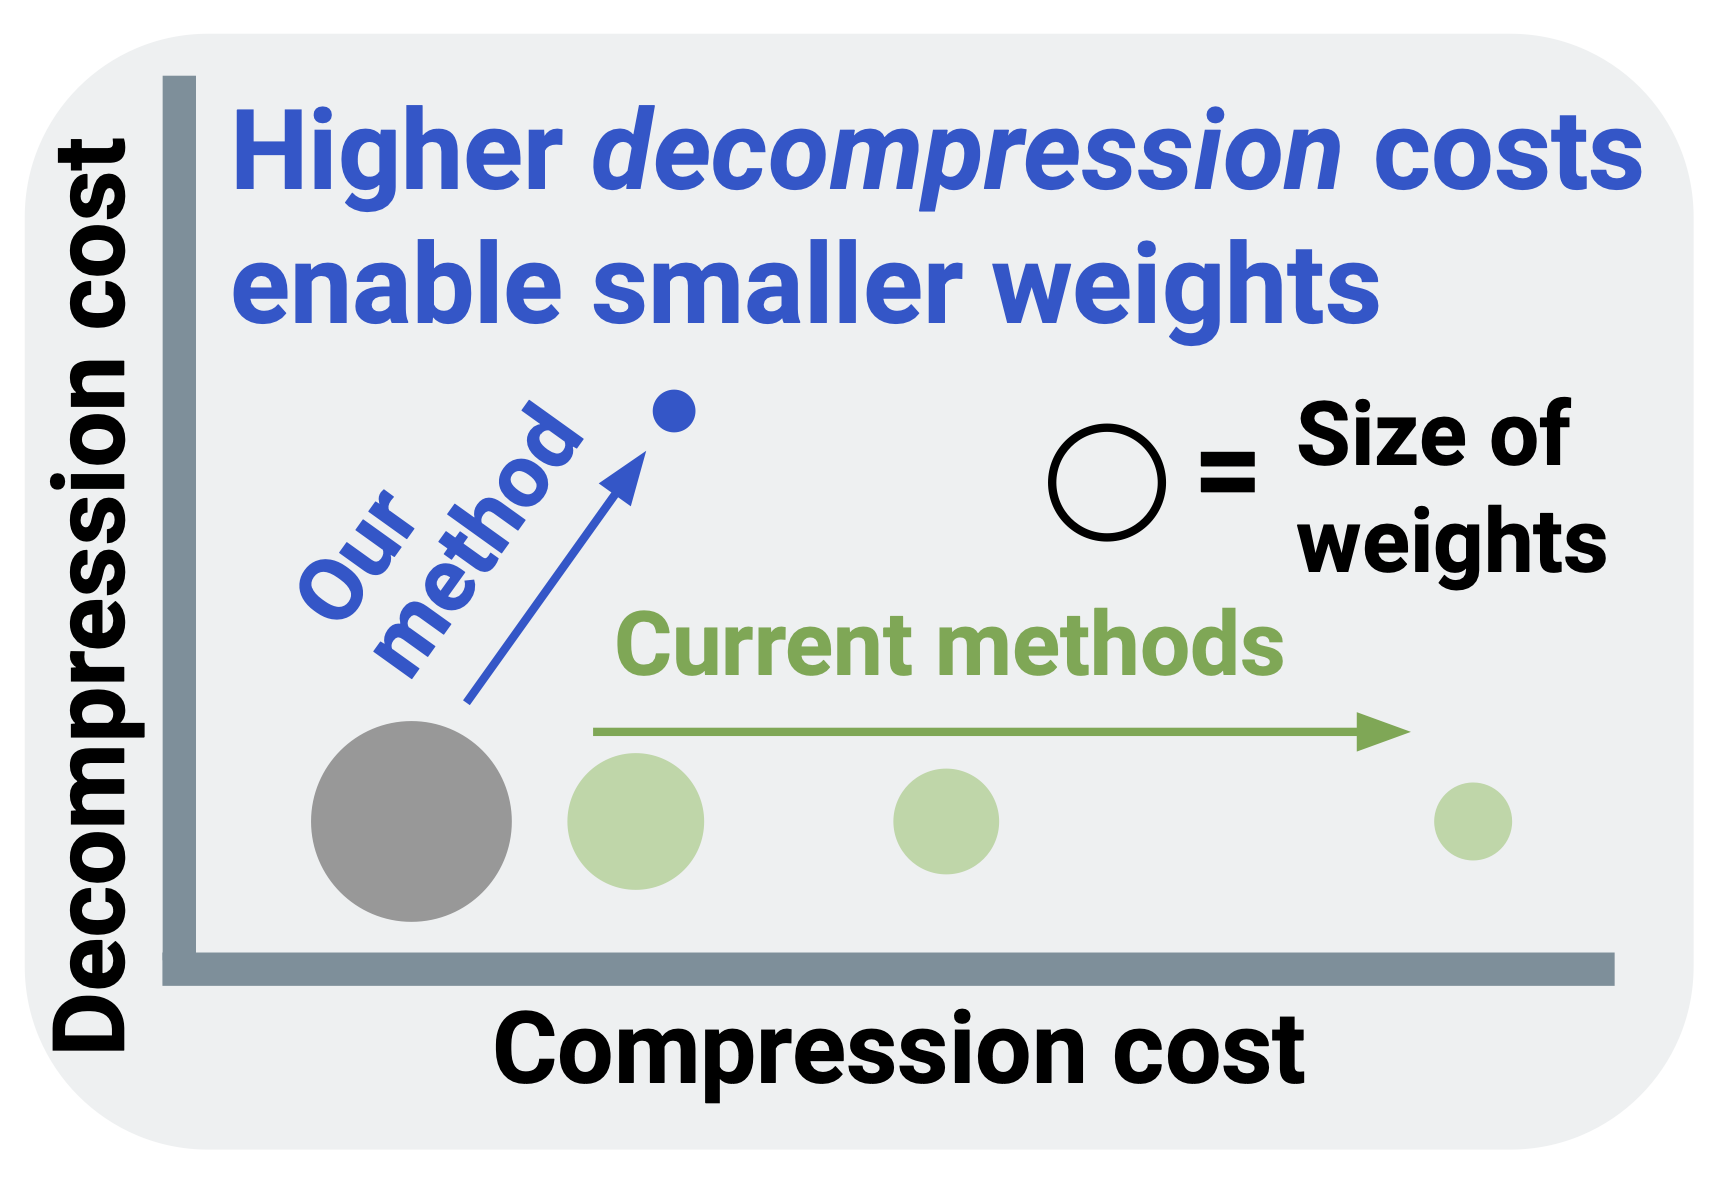 Higher decompression costs
enable smaller weights
Decompression cost
Our
method
=
Size of
weights
Current methods
Compression cost